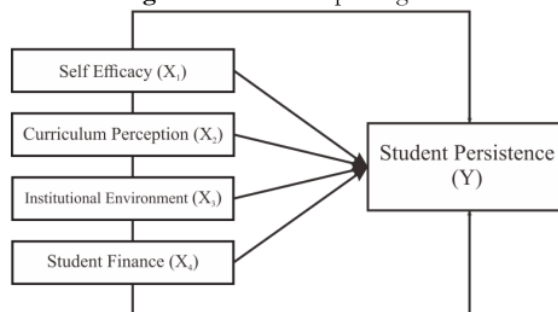 Self Efficacy (X₁)
Curriculum Perception (X₂)
Institutional Environment (X₃)
Student Finance (X₄)
Student Persistence
(Y)